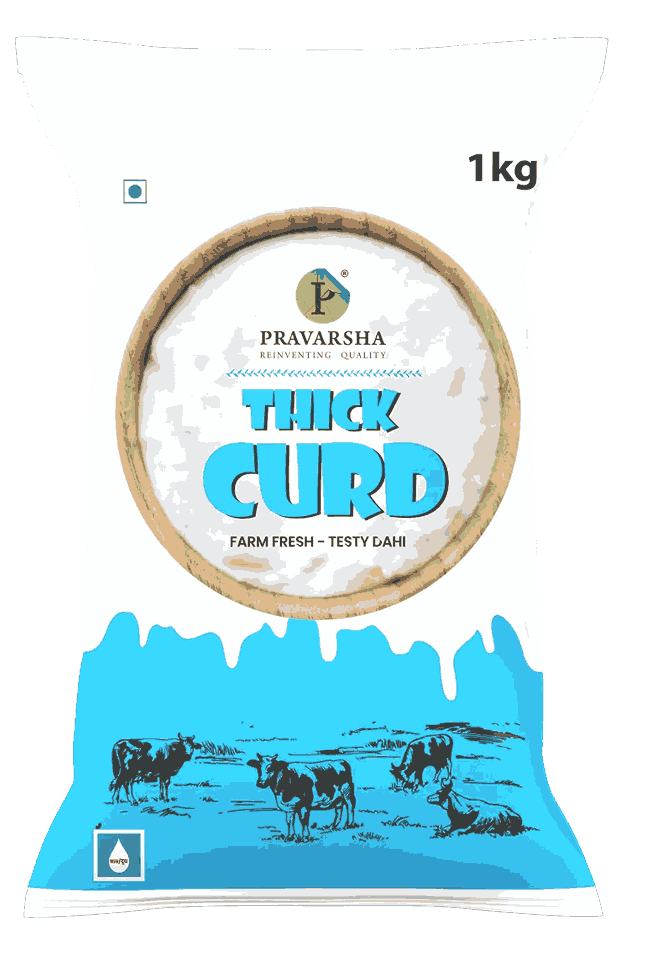 1kg
P
®
PRAVARSHA
REINVENTING QUALITY
THICK
CURD
FARM FRESH – TESTY DAHI